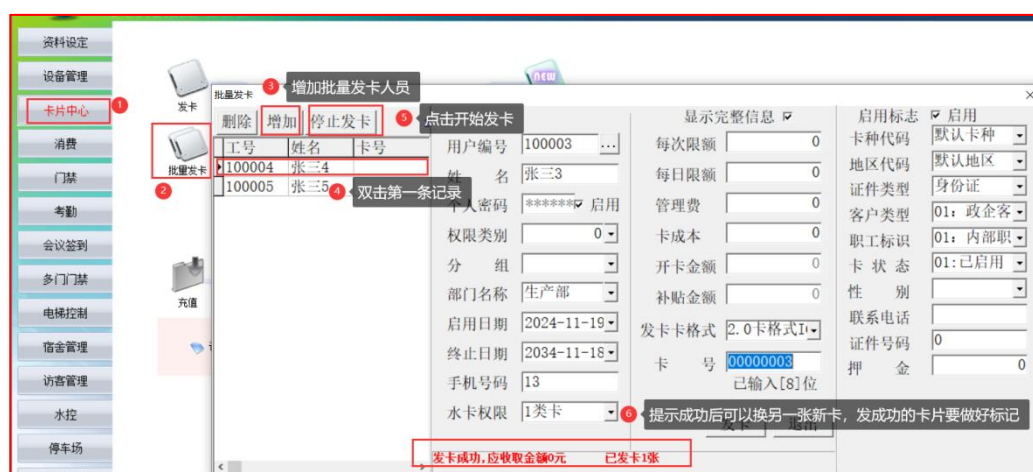 资料设定
设备管理
卡片中心
消费
门禁
考勤
会议签到
多门门禁
电梯控制
宿舍管理
访客管理
水控
停车场
1
发卡
批量发卡
2
充值
NEW
批量发卡
3 增加批量发卡人员
×
删除 增加 停止发卡
5 点击开始发卡
工号 姓名 卡号
100004 张三4
100005 张三5
4 双击第一条记录
用户编号 100003 ...
姓 名 张三3
个人密码 ****** 启用
权限类别 0
分 组
部门名称 生产部
启用日期 2024-11-19
终止日期 2034-11-18
手机号码 13
水卡权限 1类卡
显示完整信息
每次限额 0
每日限额 0
管理费 0
卡成本 0
开卡金额 0
补贴金额 0
发卡卡格式 2.0卡格式I
卡 号 00000003
已输入[8]位
启用标志 启用
卡种代码 默认卡种
地区代码 默认地区
证件类型 身份证
客户类型 01: 政企客
职工标识 01: 内部职
卡 状 态 01:已启用
性 别
联系电话
证件号码 0
押 金 0
6 提示成功后可以换另一张新卡，发成功的卡片要做好标记
发卡成功,应收取金额0元 已发卡1张